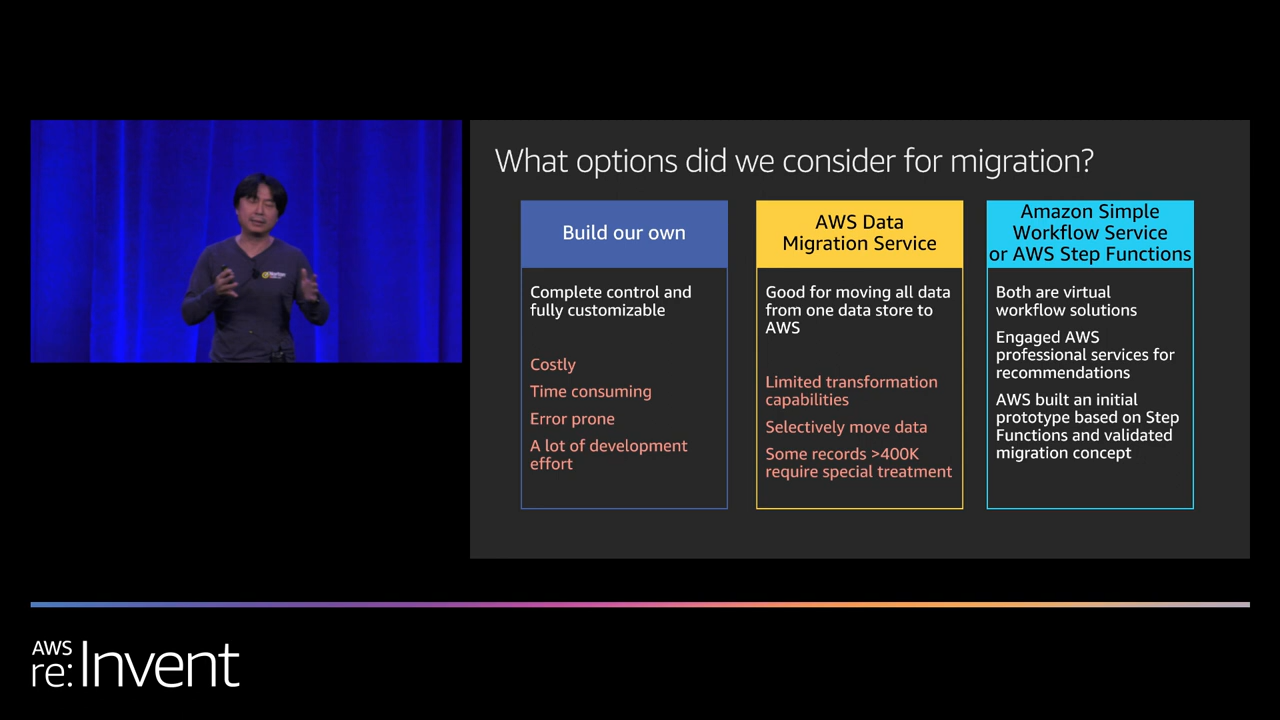 What options did we consider for migration?
Build our own
Complete control and
fully customizable
Costly
Time consuming
Error prone
A lot of development
effort
AWS Data
Migration Service
Good for moving all data
from one data store to
AWS
Limited transformation
capabilities
Selectively move data
Some records >400K
require special treatment
Amazon Simple
Workflow Service
or AWS Step Functions
Both are virtual
workflow solutions
Engaged AWS
professional services for
recommendations
AWS built an initial
prototype based on Step
Functions and validated
migration concept
AWS
re:Invent